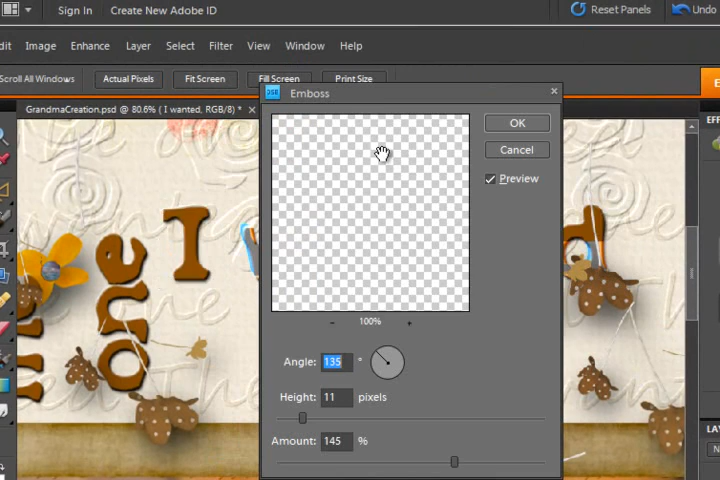 Sign In Create New Adobe ID Reset Panels Undo
Image Enhance Layer Select Filter View Window Help
Scroll All Windows Actual Pixels Fit Screen Fill Screen Print Size
GrandmaCreation.psd @ 80.6% ( I wanted, RGB/8) *
Emboss
OK
Cancel
Preview
100%
Angle: 135 °
Height: 11 pixels
Amount: 145 %
I
one